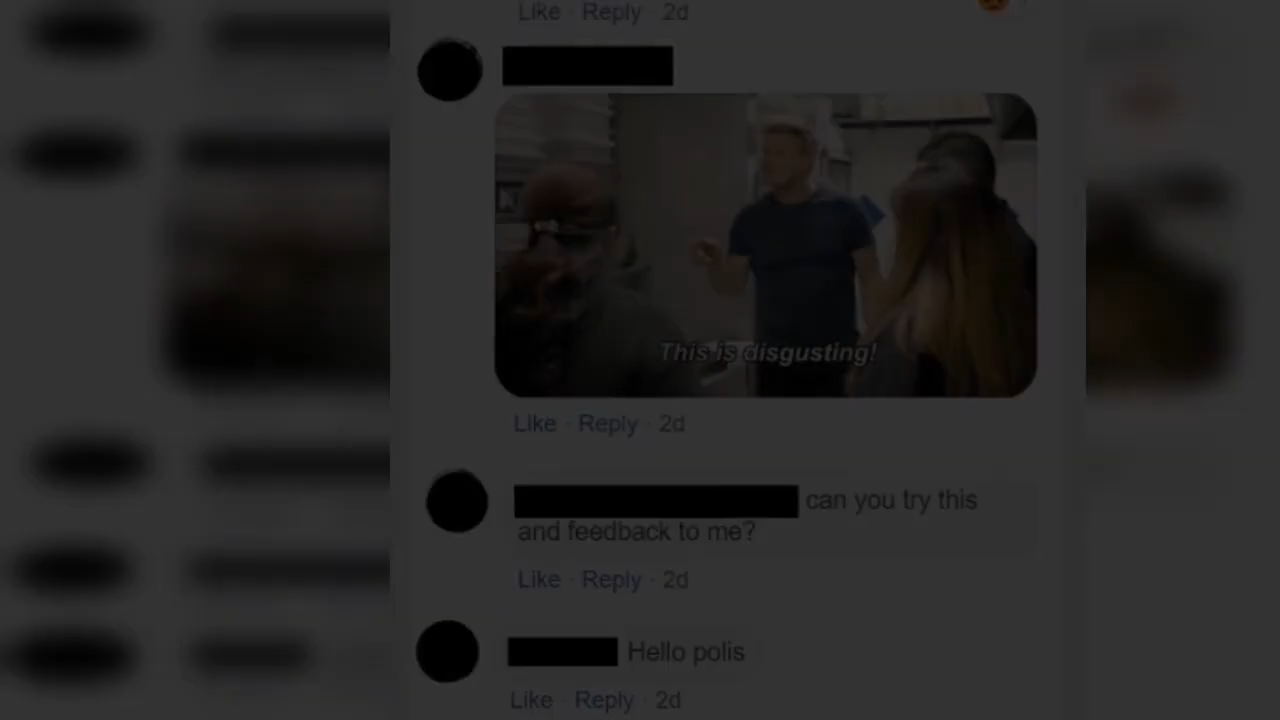 Like · Reply · 2d
This is disgusting!
Like · Reply · 2d
can you try this
and feedback to me?
Like · Reply · 2d
Hello polis
Like · Reply · 2d